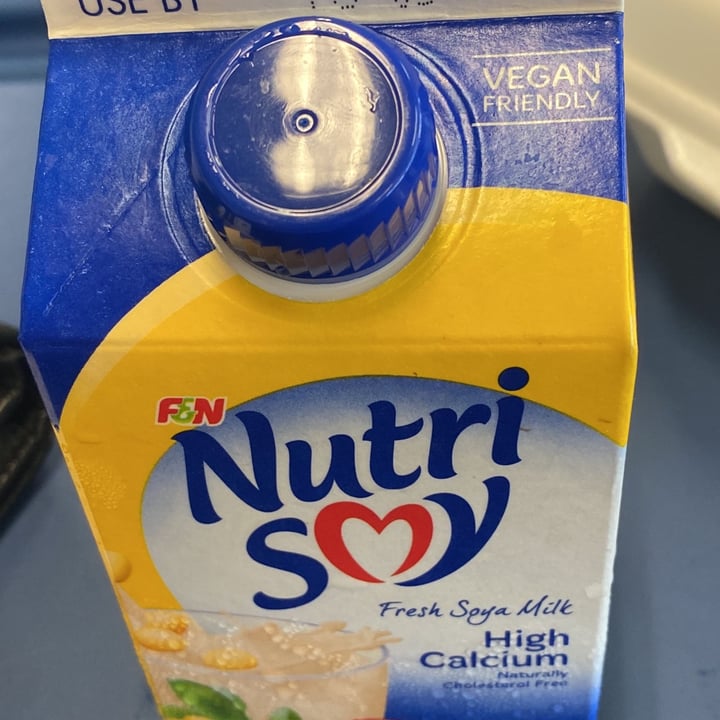 USE BY
VEGAN
FRIENDLY
F&N
Nutri
Soy
Fresh Soya Milk
High
Calcium
Naturally
Cholesterol Free